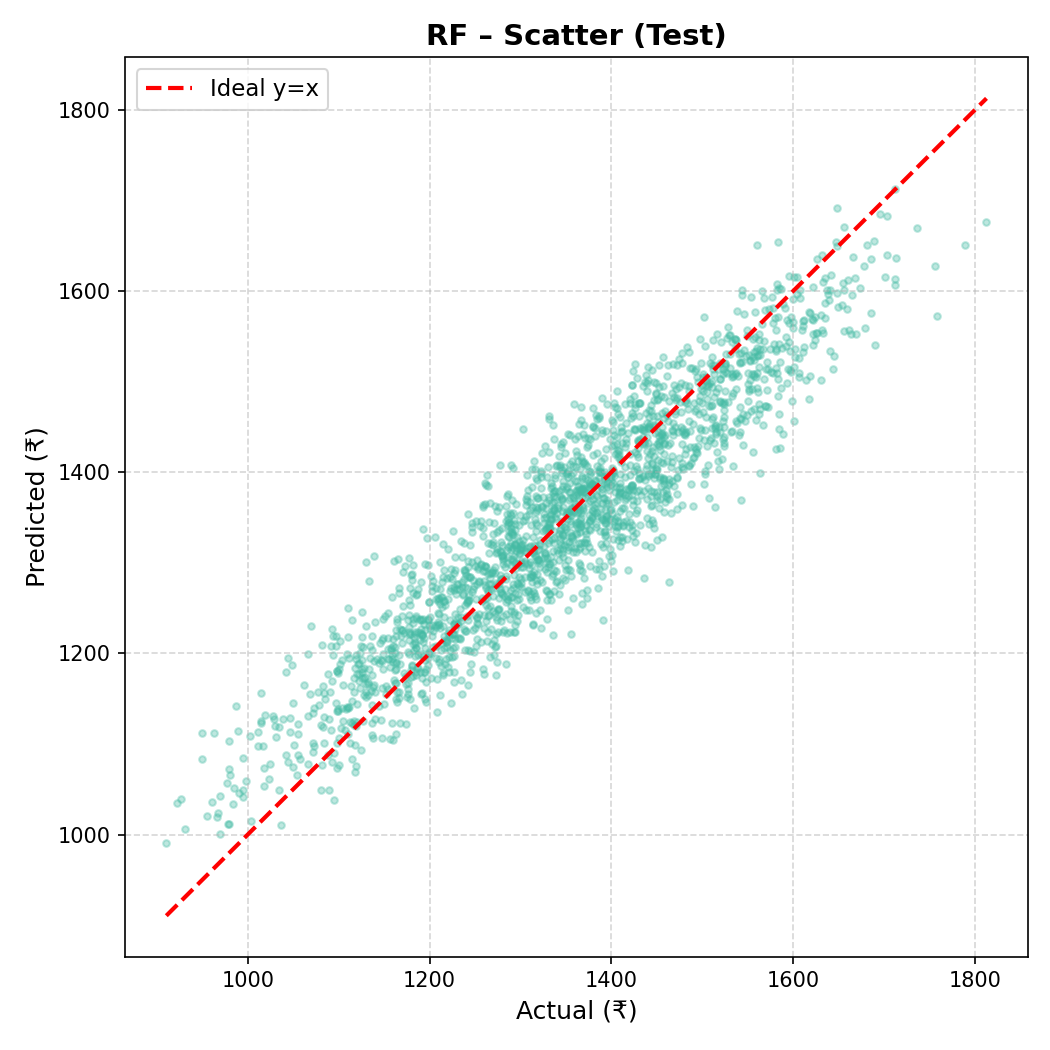 RF – Scatter (Test)
Ideal y=x
1800
1600
1400
1200
1000
Predicted (₹)
1000 1200 1400 1600 1800
Actual (₹)